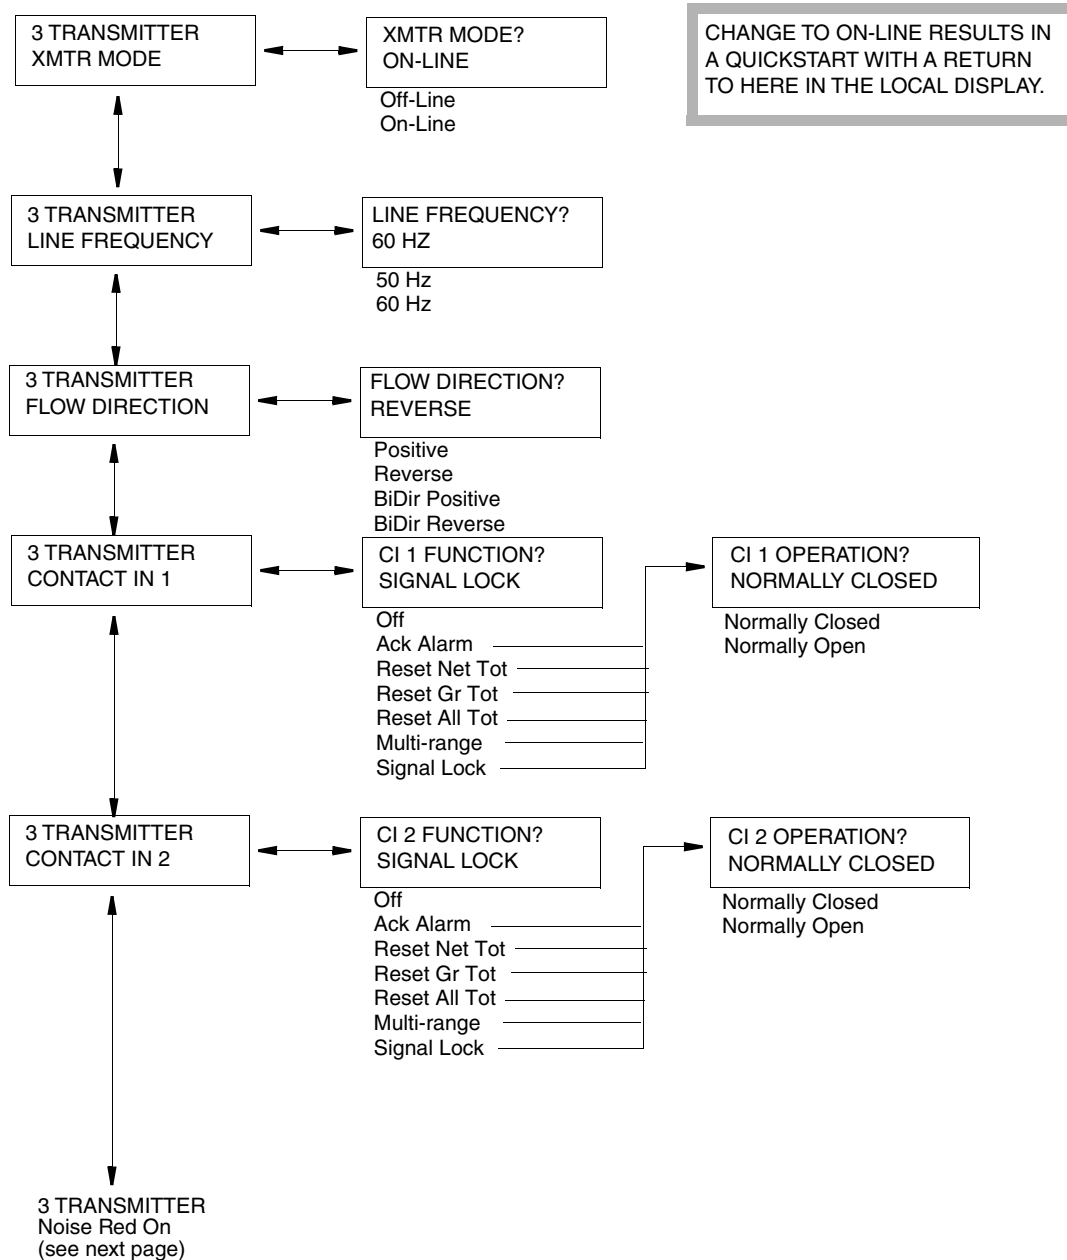 3 TRANSMITTER
XMTR MODE
XMTR MODE?
ON-LINE
Off-Line
On-Line
CHANGE TO ON-LINE RESULTS IN
A QUICKSTART WITH A RETURN
TO HERE IN THE LOCAL DISPLAY.
3 TRANSMITTER
LINE FREQUENCY
LINE FREQUENCY?
60 HZ
50 Hz
60 Hz
3 TRANSMITTER
FLOW DIRECTION
FLOW DIRECTION?
REVERSE
Positive
Reverse
BiDir Positive
BiDir Reverse
3 TRANSMITTER
CONTACT IN 1
CI 1 FUNCTION?
SIGNAL LOCK
Off
Ack Alarm
Reset Net Tot
Reset Gr Tot
Reset All Tot
Multi-range
Signal Lock
CI 1 OPERATION?
NORMALLY CLOSED
Normally Closed
Normally Open
3 TRANSMITTER
CONTACT IN 2
CI 2 FUNCTION?
SIGNAL LOCK
Off
Ack Alarm
Reset Net Tot
Reset Gr Tot
Reset All Tot
Multi-range
Signal Lock
CI 2 OPERATION?
NORMALLY CLOSED
Normally Closed
Normally Open
3 TRANSMITTER
Noise Red On
(see next page)